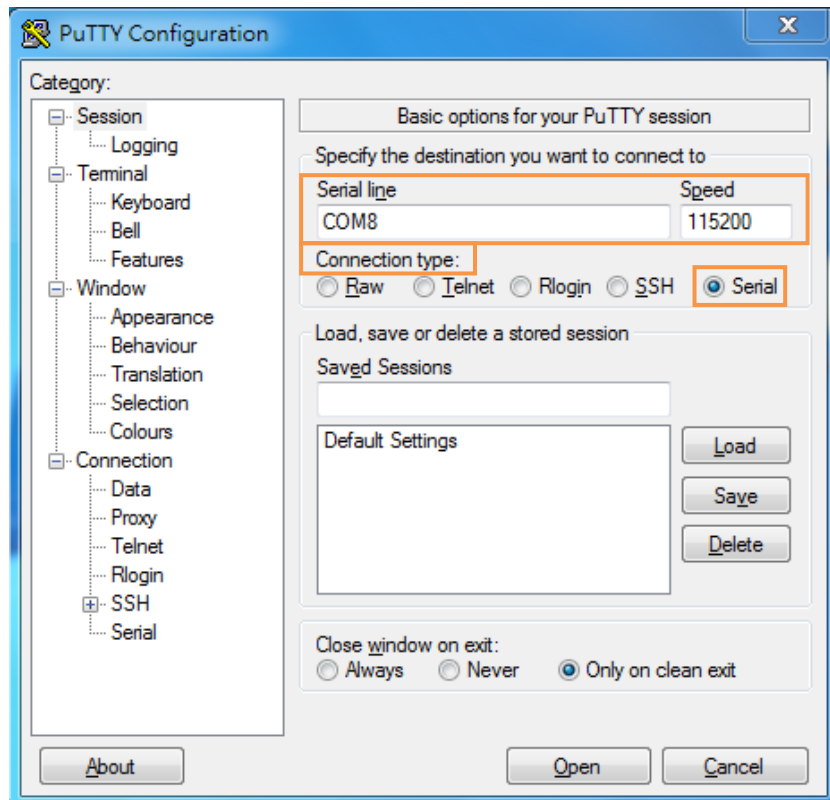 PuTTY Configuration
X
Category:
Session
Logging
Terminal
Keyboard
Bell
Features
Window
Appearance
Behaviour
Translation
Selection
Colours
Connection
Data
Proxy
Telnet
Rlogin
SSH
Serial
Basic options for your PuTTY session
Specify the destination you want to connect to
Serial line Speed
COM8 115200
Connection type:
Raw Telnet Rlogin SSH Serial
Load, save or delete a stored session
Saved Sessions
Default Settings
Load
Save
Delete
Close window on exit:
Always Never Only on clean exit
About Open Cancel